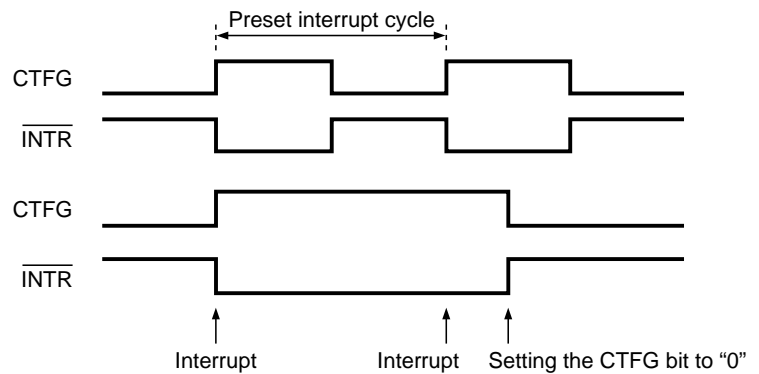 Preset interrupt cycle
CTFG
INTR
CTFG
INTR
Interrupt Interrupt Setting the CTFG bit to “0”